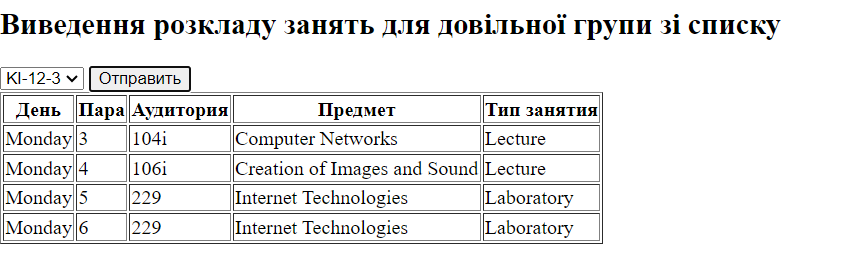 Виведення розкладу занять для довільної групи зі списку
KI-12-3 Отправить
День Пара Аудитория Предмет Тип занятия
Monday 3 104i Computer Networks Lecture
Monday 4 106i Creation of Images and Sound Lecture
Monday 5 229 Internet Technologies Laboratory
Monday 6 229 Internet Technologies Laboratory